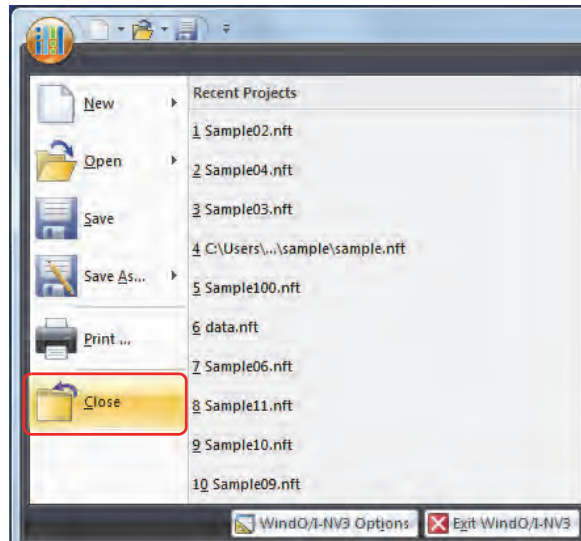 New
Open
Save
Save As...
Print ...
Close
Recent Projects
1 Sample02.nft
2 Sample04.nft
3 Sample03.nft
4 C:\Users\...\sample\sample.nft
5 Sample100.nft
6 data.nft
7 Sample06.nft
8 Sample11.nft
9 Sample10.nft
10 Sample09.nft
WindO/I-NV3 Options
Exit WindO/I-NV3